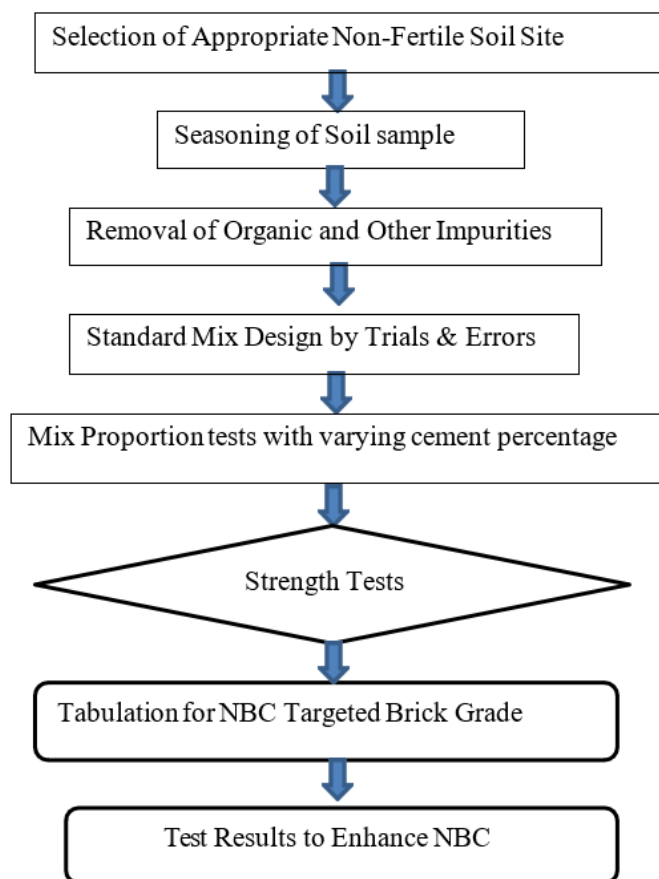 Selection of Appropriate Non-Fertile Soil Site
Seasoning of Soil sample
Removal of Organic and Other Impurities
Standard Mix Design by Trials & Errors
Mix Proportion tests with varying cement percentage
Strength Tests
Tabulation for NBC Targeted Brick Grade
Test Results to Enhance NBC